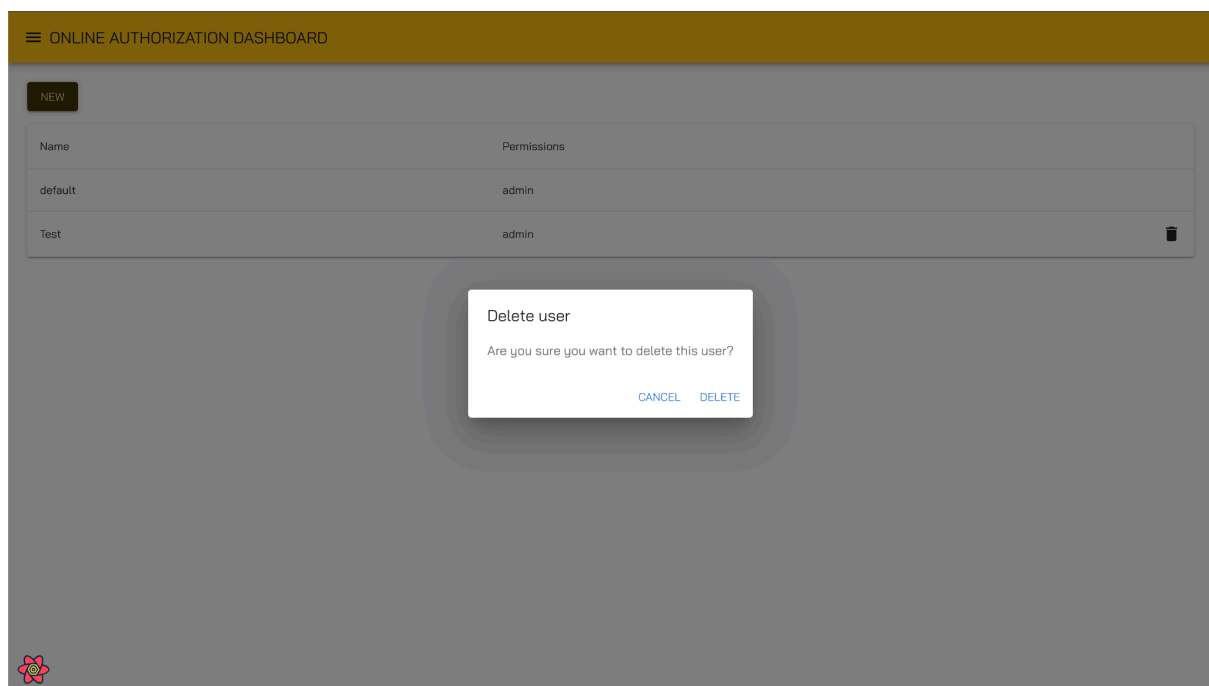 ONLINE AUTHORIZATION DASHBOARD
NEW
Name Permissions
default admin
Test admin
Delete user
Are you sure you want to delete this user?
CANCEL DELETE